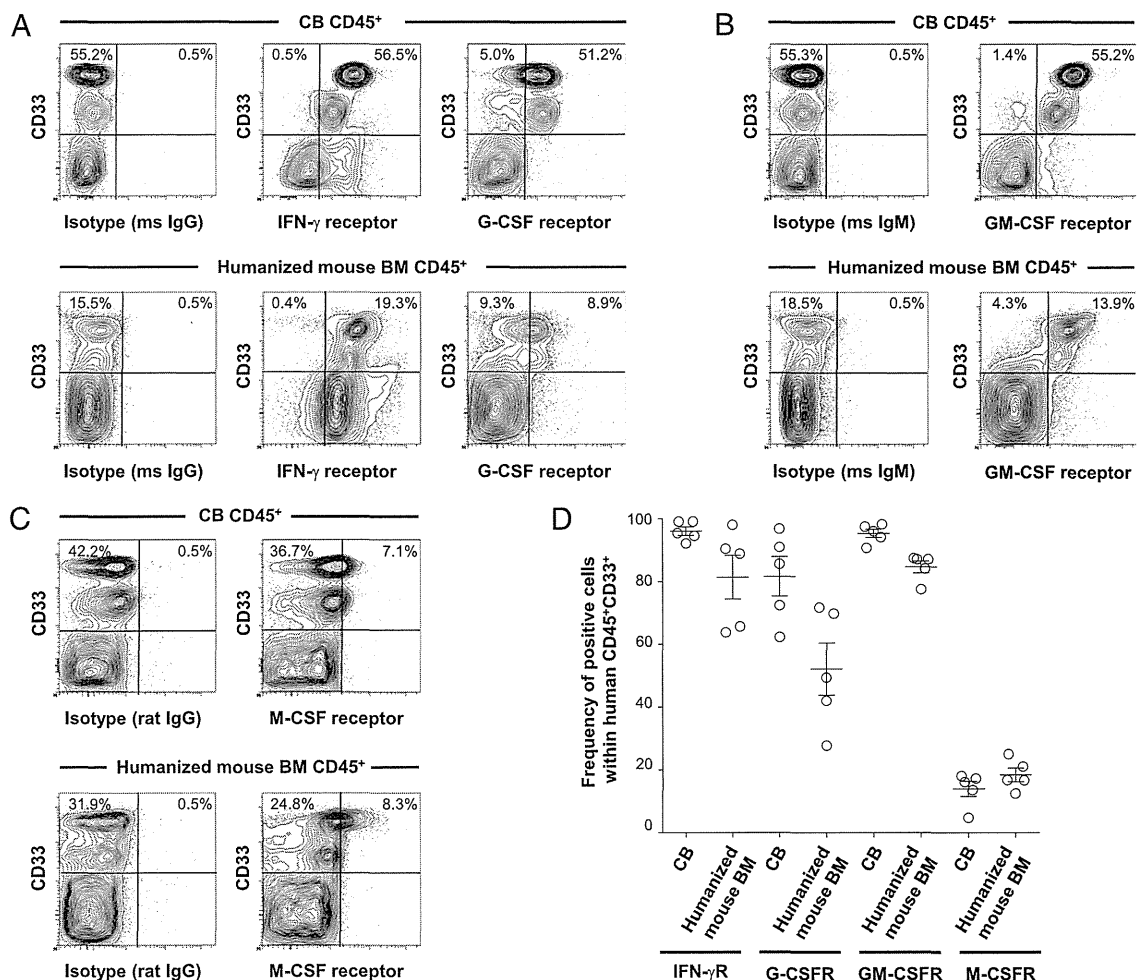 A
CB CD45+
55.2% 0.5%
0.5% 56.5%
5.0% 51.2%
CD33
CD33
CD33
Isotype (ms IgG)
IFN-γ receptor
G-CSF receptor
Humanized mouse BM CD45+
15.5% 0.5%
0.4% 19.3%
9.3% 8.9%
CD33
CD33
CD33
Isotype (ms IgG)
IFN-γ receptor
G-CSF receptor
B
CB CD45+
55.3% 0.5%
1.4% 55.2%
CD33
CD33
Isotype (ms IgM)
GM-CSF receptor
Humanized mouse BM CD45+
18.5% 0.5%
4.3% 13.9%
CD33
CD33
Isotype (ms IgM)
GM-CSF receptor
C
CB CD45+
42.2% 0.5%
36.7% 7.1%
CD33
CD33
Isotype (rat IgG)
M-CSF receptor
Humanized mouse BM CD45+
31.9% 0.5%
24.8% 8.3%
CD33
CD33
Isotype (rat IgG)
M-CSF receptor
D
Frequency of positive cells
within human CD45+CD33+
100
80
60
40
20
0
CB
Humanized
mouse BM
CB
Humanized
mouse BM
CB
Humanized
mouse BM
CB
Humanized
mouse BM
IFN-γR
G-CSFR
GM-CSFR
M-CSFR